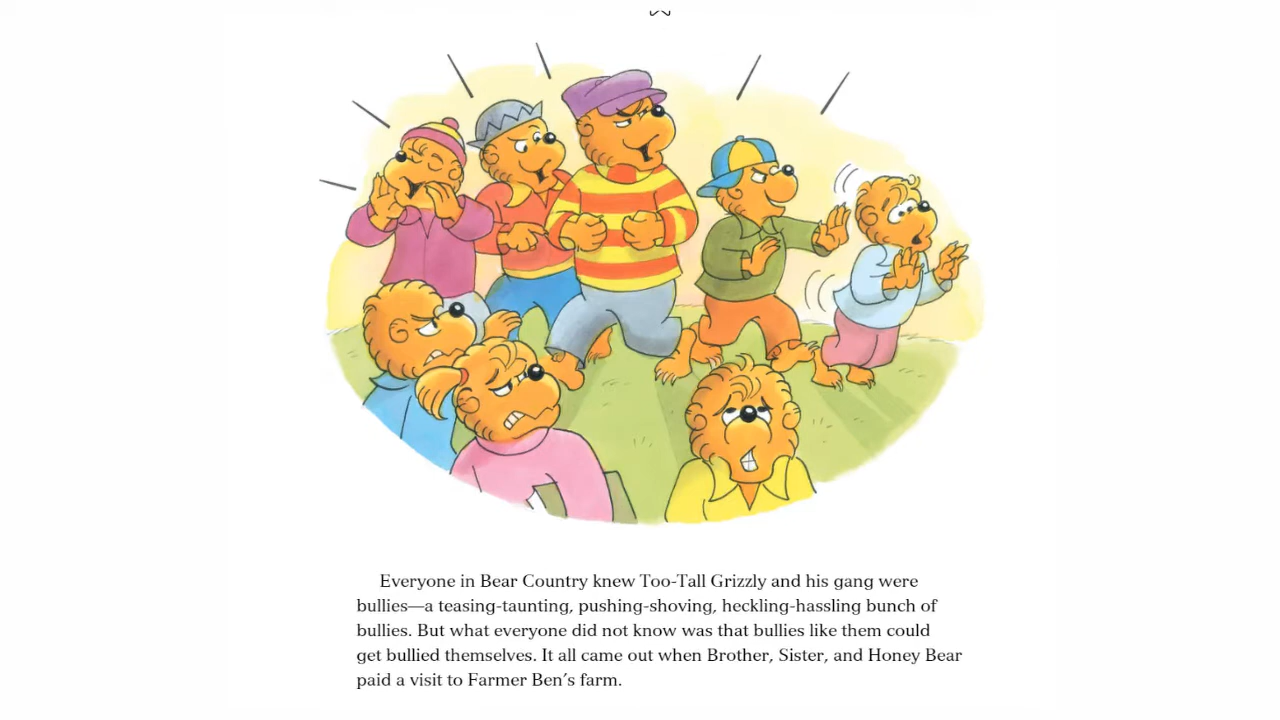 Everyone in Bear Country knew Too-Tall Grizzly and his gang were
bullies—a teasing-taunting, pushing-shoving, heckling-hassling bunch of
bullies. But what everyone did not know was that bullies like them could
get bullied themselves. It all came out when Brother, Sister, and Honey Bear
paid a visit to Farmer Ben’s farm.